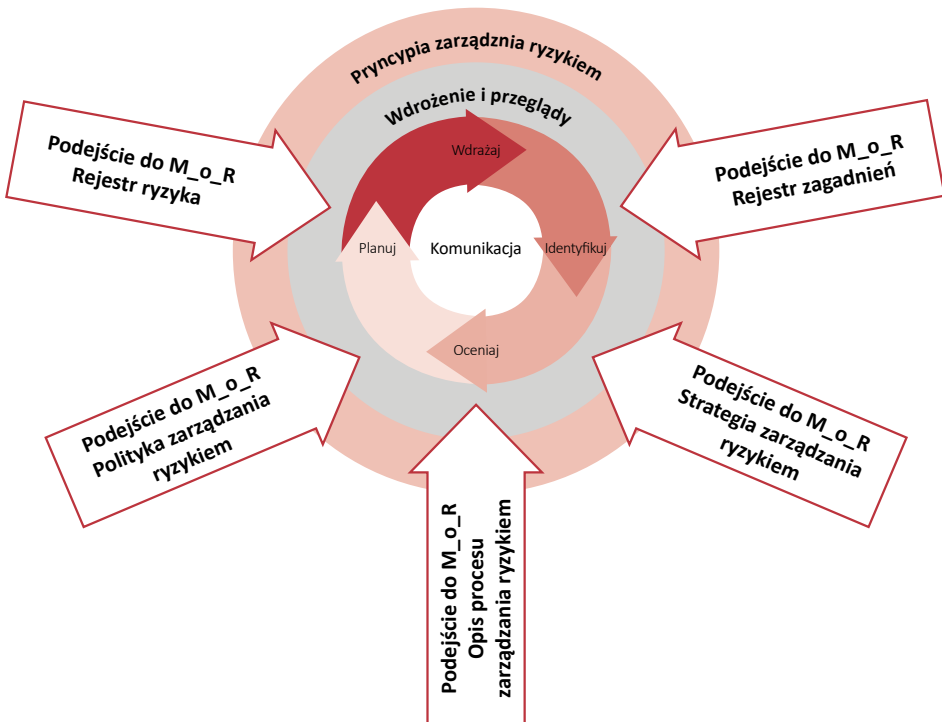 Pryncypia zarządznia ryzykiem
Wdrożenie i przeglądy
Podejście do M_o_R
Rejestr ryzyka
Podejście do M_o_R
Rejestr zagadnień
Wdrażaj
Planuj
Komunikacja
Identyfikuj
Oceniaj
Podejście do M_o_R
Polityka zarządzania
ryzykiem
Podejście do M_o_R
Strategia zarządzania
ryzykiem
Podejście do M_o_R
Opis procesu
zarządzania ryzykiem